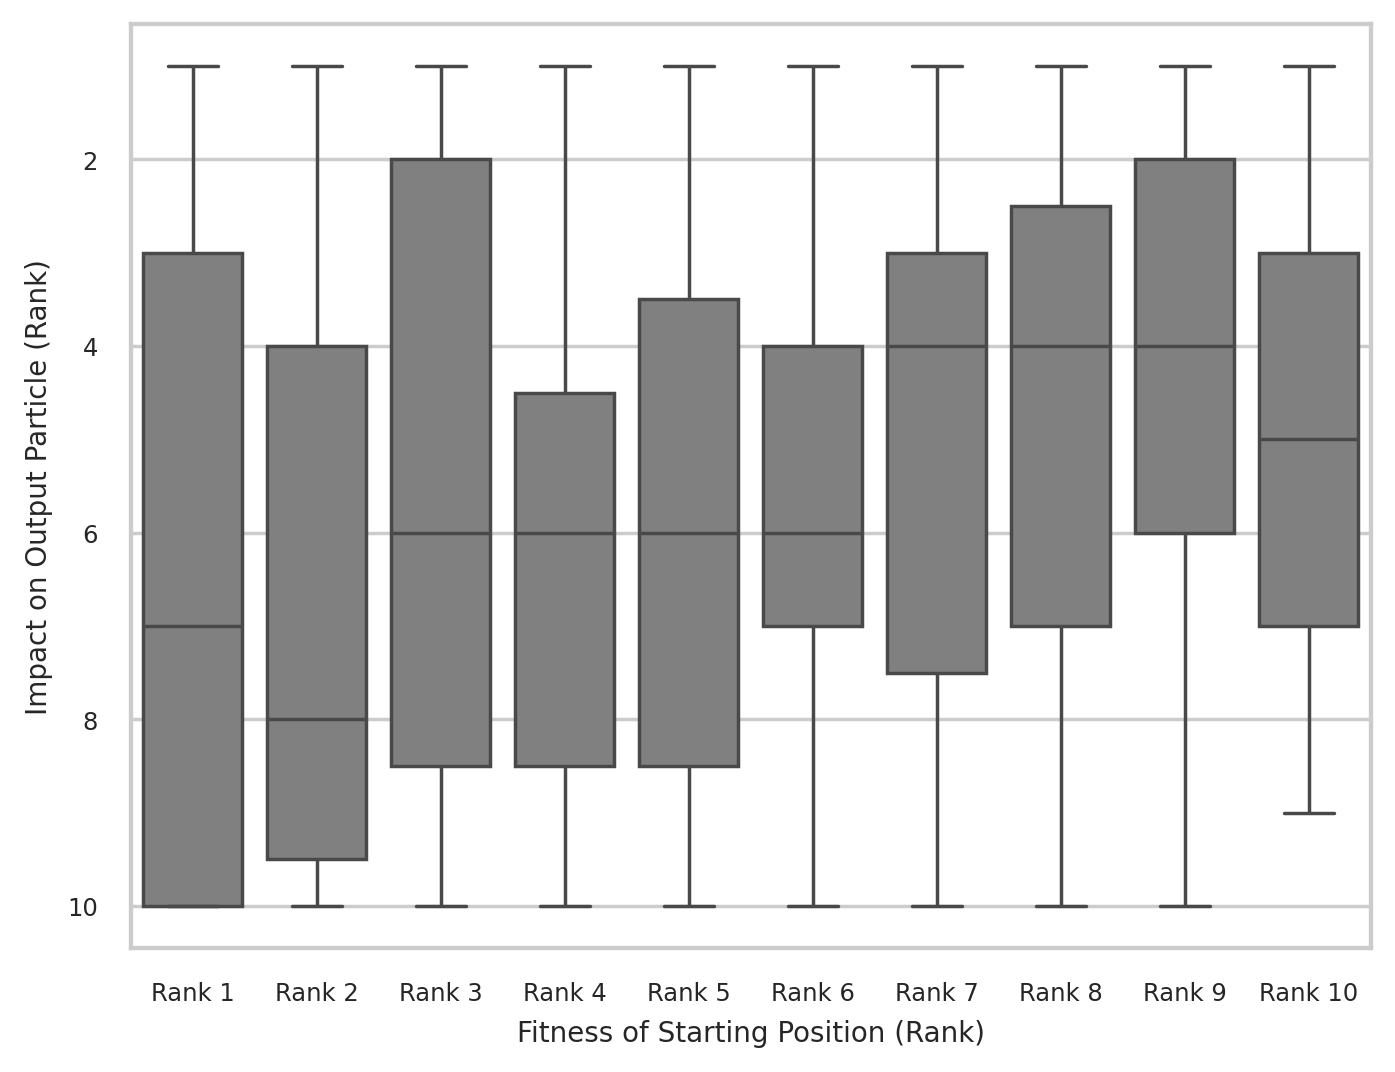 Impact on Output Particle (Rank)
2
4
6
8
10
Rank 1 Rank 2 Rank 3 Rank 4 Rank 5 Rank 6 Rank 7 Rank 8 Rank 9 Rank 10
Fitness of Starting Position (Rank)